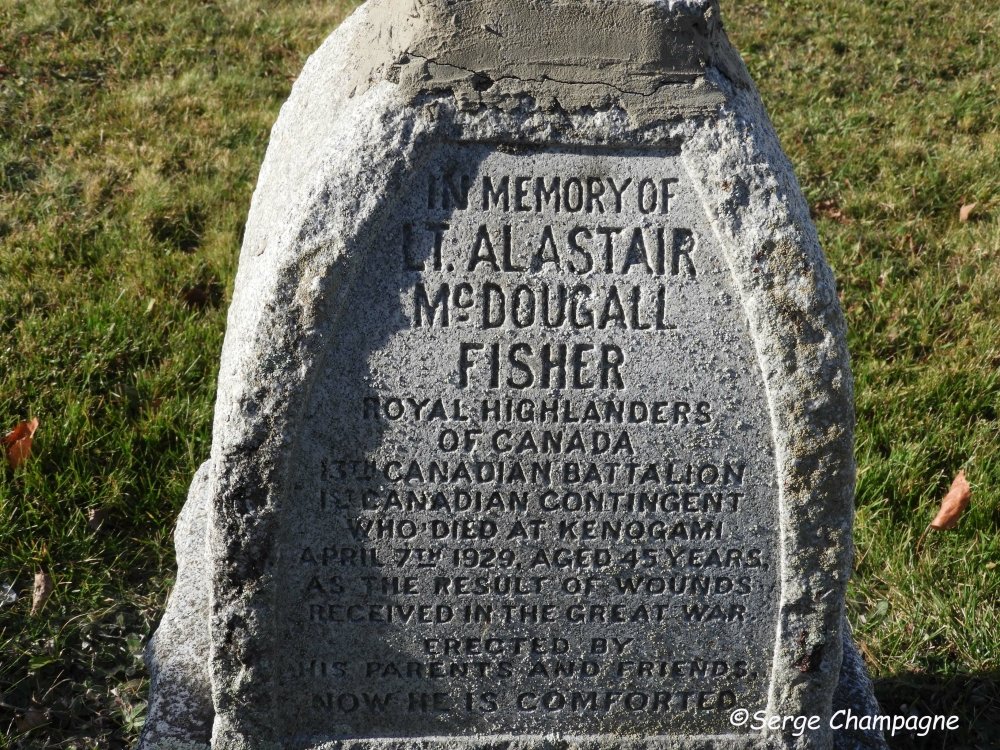 IN MEMORY OF
LT. ALASTAIR
McDOUGALL
FISHER
ROYAL HIGHLANDERS
OF CANADA
13TH CANADIAN BATTALION
1ST CANADIAN CONTINGENT
WHO DIED AT KENOGAMI
APRIL 7TH 1929, AGED 45 YEARS,
AS THE RESULT OF WOUNDS
RECEIVED IN THE GREAT WAR.
ERECTED BY
HIS PARENTS AND FRIENDS.
NOW HE IS COMFORTED
©Serge Champagne